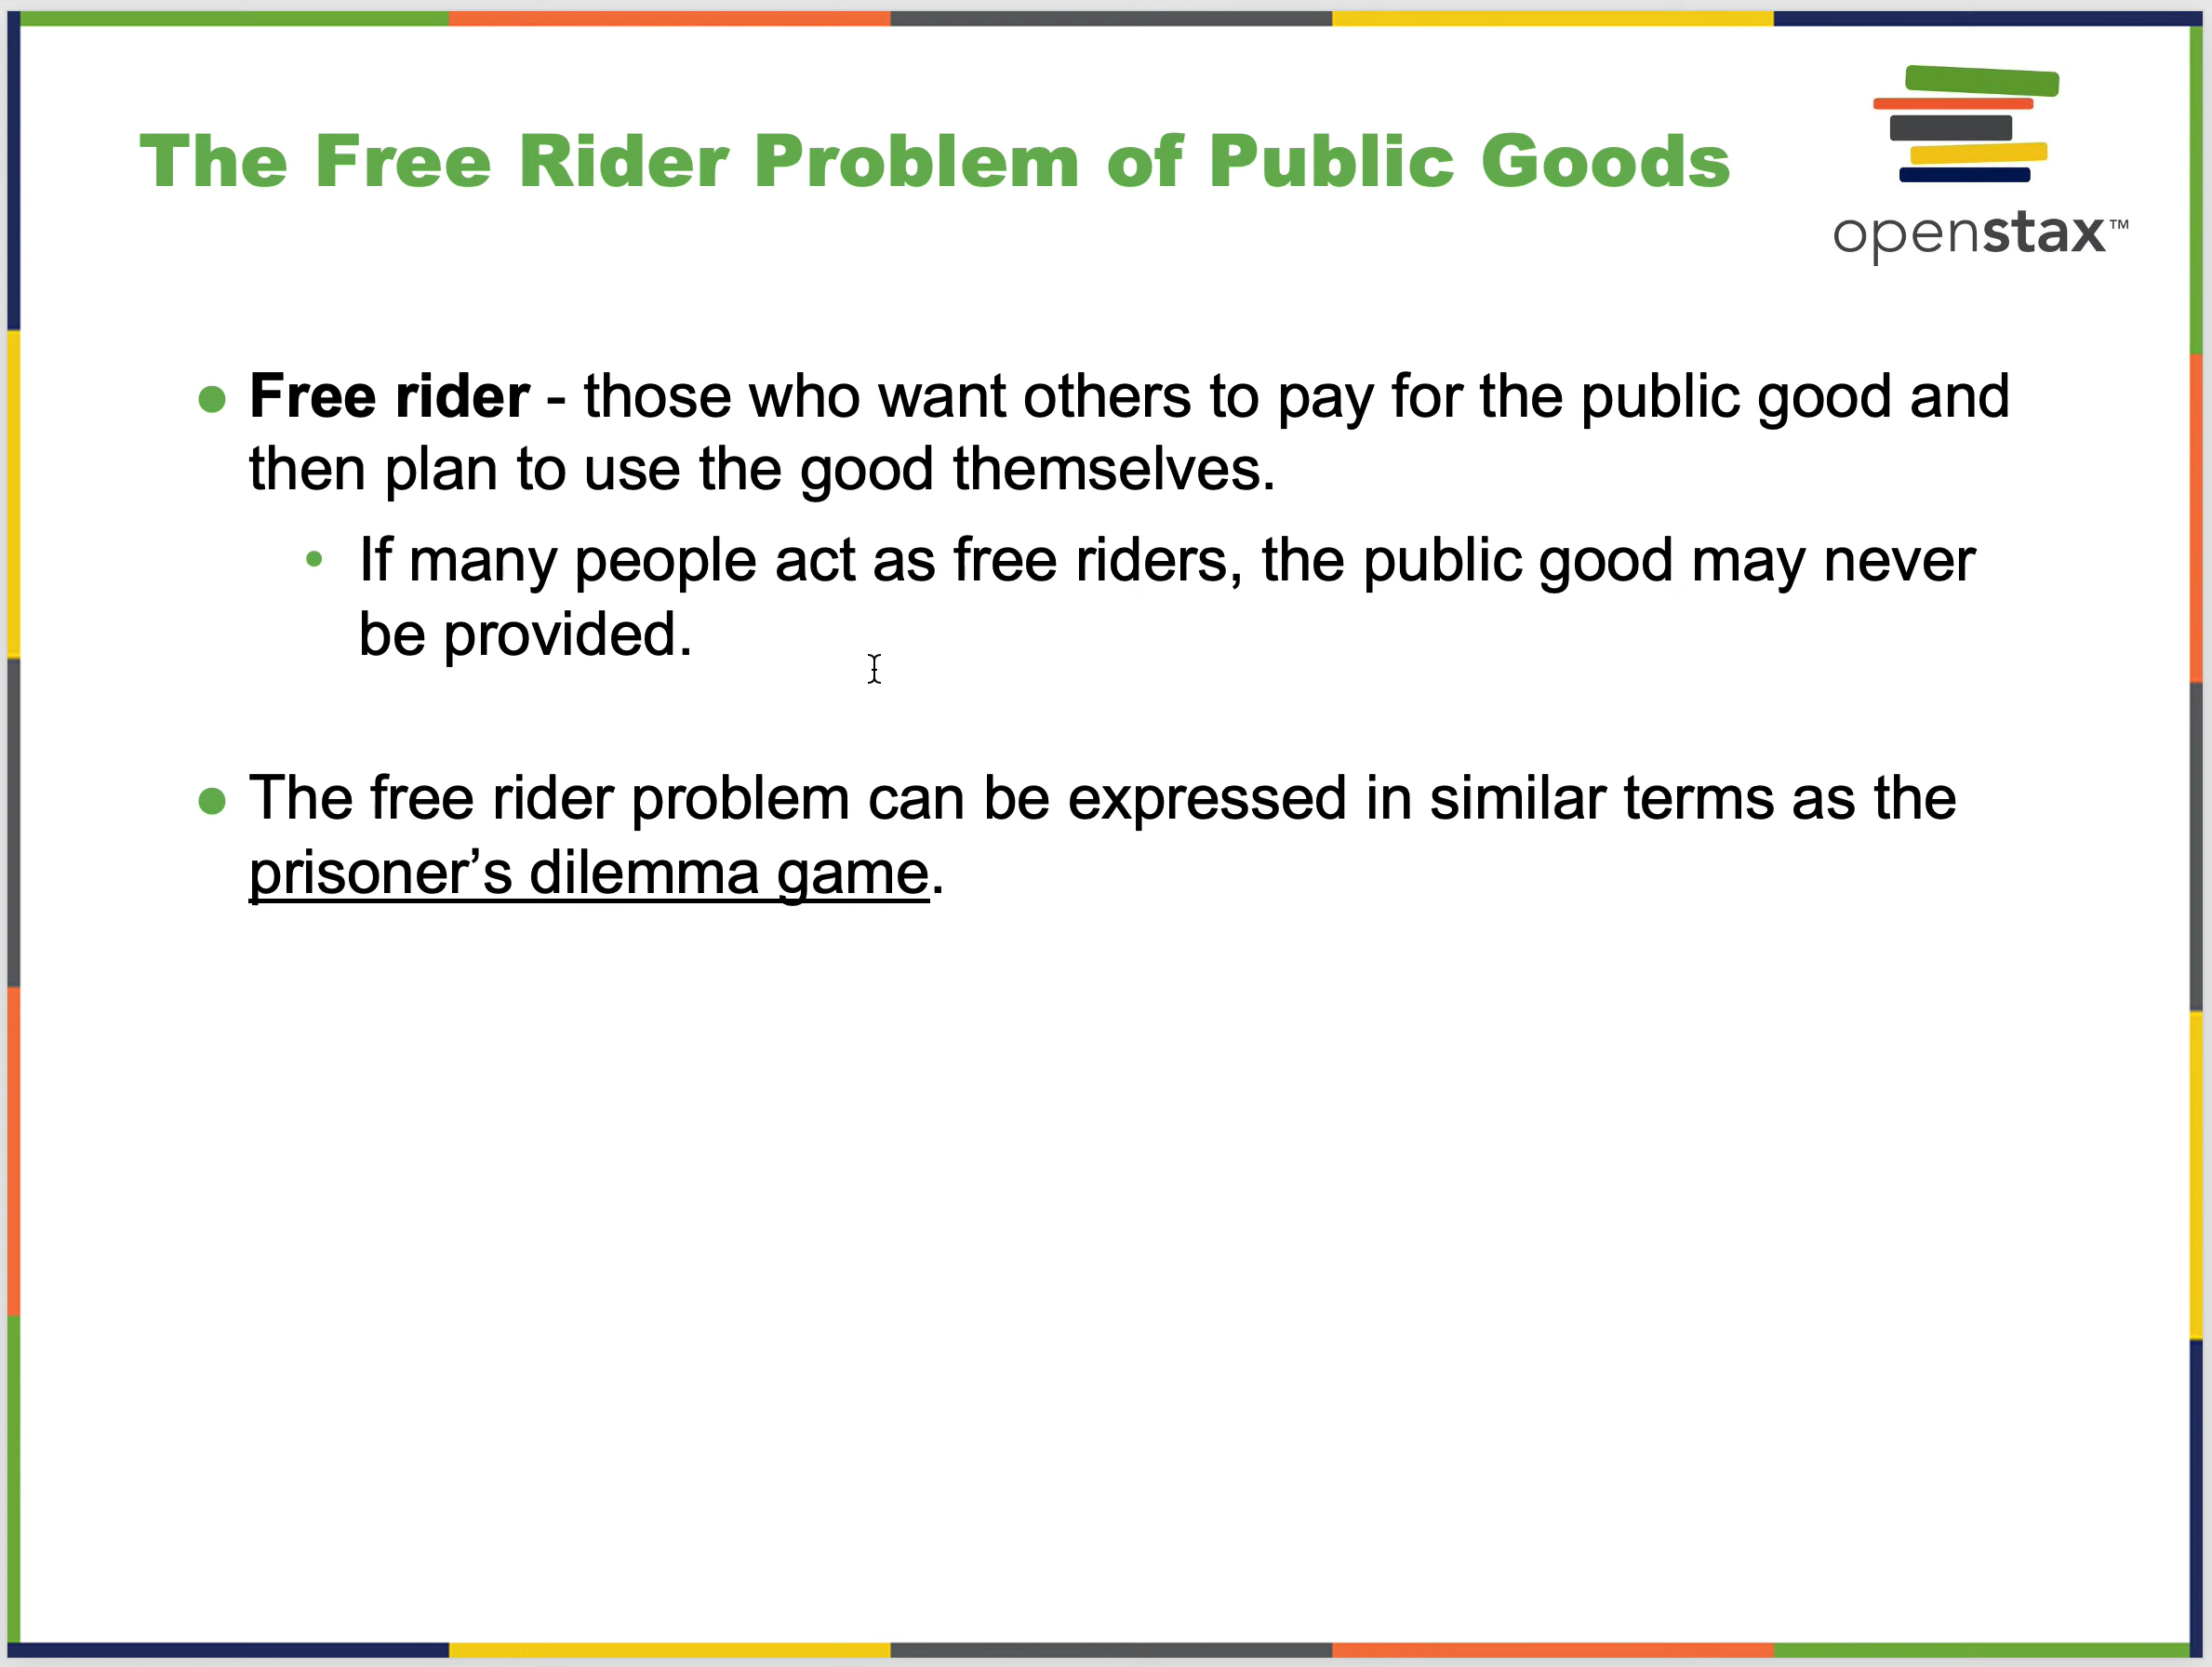 The Free Rider Problem of Public Goods
openstax™
Free rider - those who want others to pay for the public good and
then plan to use the good themselves.
If many people act as free riders, the public good may never
be provided.
The free rider problem can be expressed in similar terms as the
prisoner’s dilemma game.